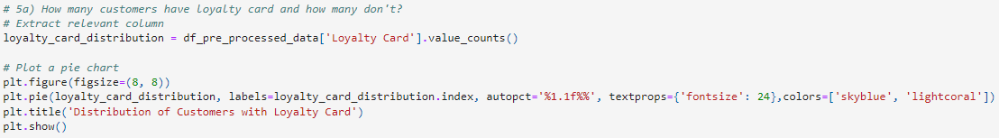 # 5a) How many customers have loyalty card and how many don't?
# Extract relevant column
loyalty_card_distribution = df_pre_processed_data['Loyalty Card'].value_counts()

# Plot a pie chart
plt.figure(figsize=(8, 8))
plt.pie(loyalty_card_distribution, labels=loyalty_card_distribution.index, autopct='%1.1f%%', textprops={'fontsize': 24},colors=['skyblue', 'lightcoral'])
plt.title('Distribution of Customers with Loyalty Card')
plt.show()